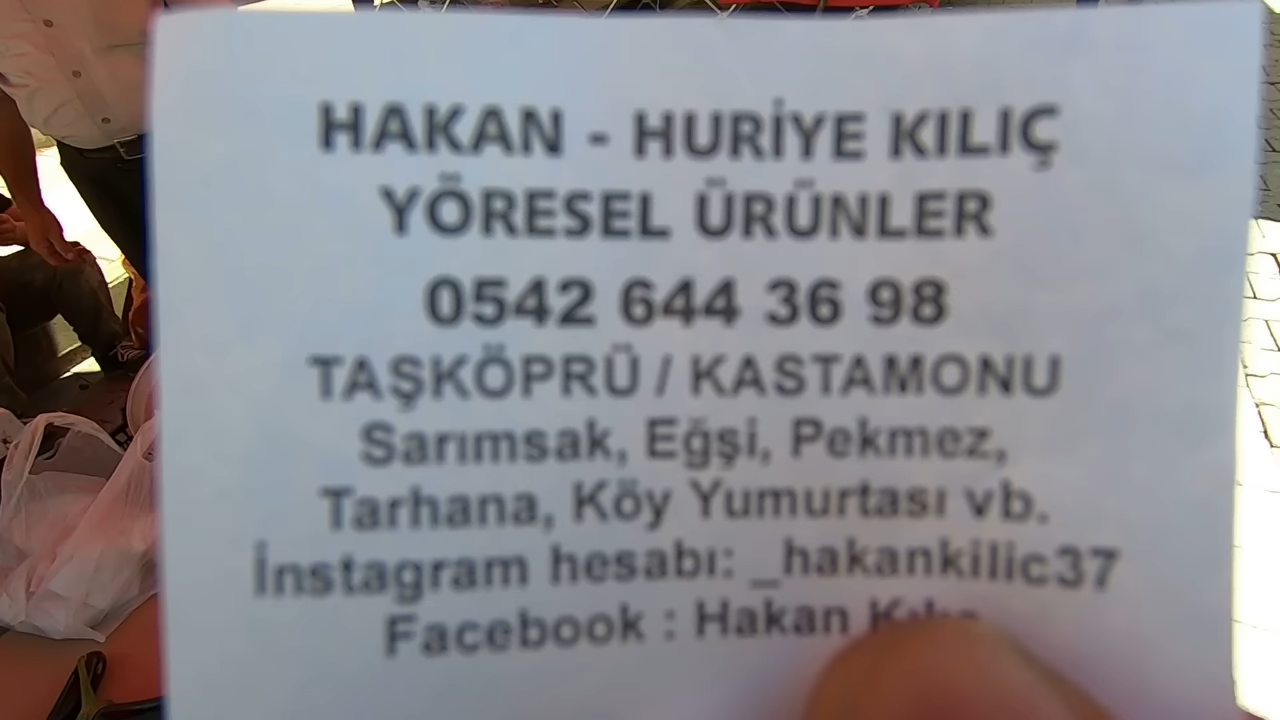 HAKAN - HURİYE KILIÇ
YÖRESEL ÜRÜNLER
0542 644 36 98
TAŞKÖPRÜ / KASTAMONU
Sarımsak, Eğşi, Pekmez,
Tarhana, Köy Yumurtası vb.
İnstagram hesabı: _hakankilic37
Facebook : Hakan